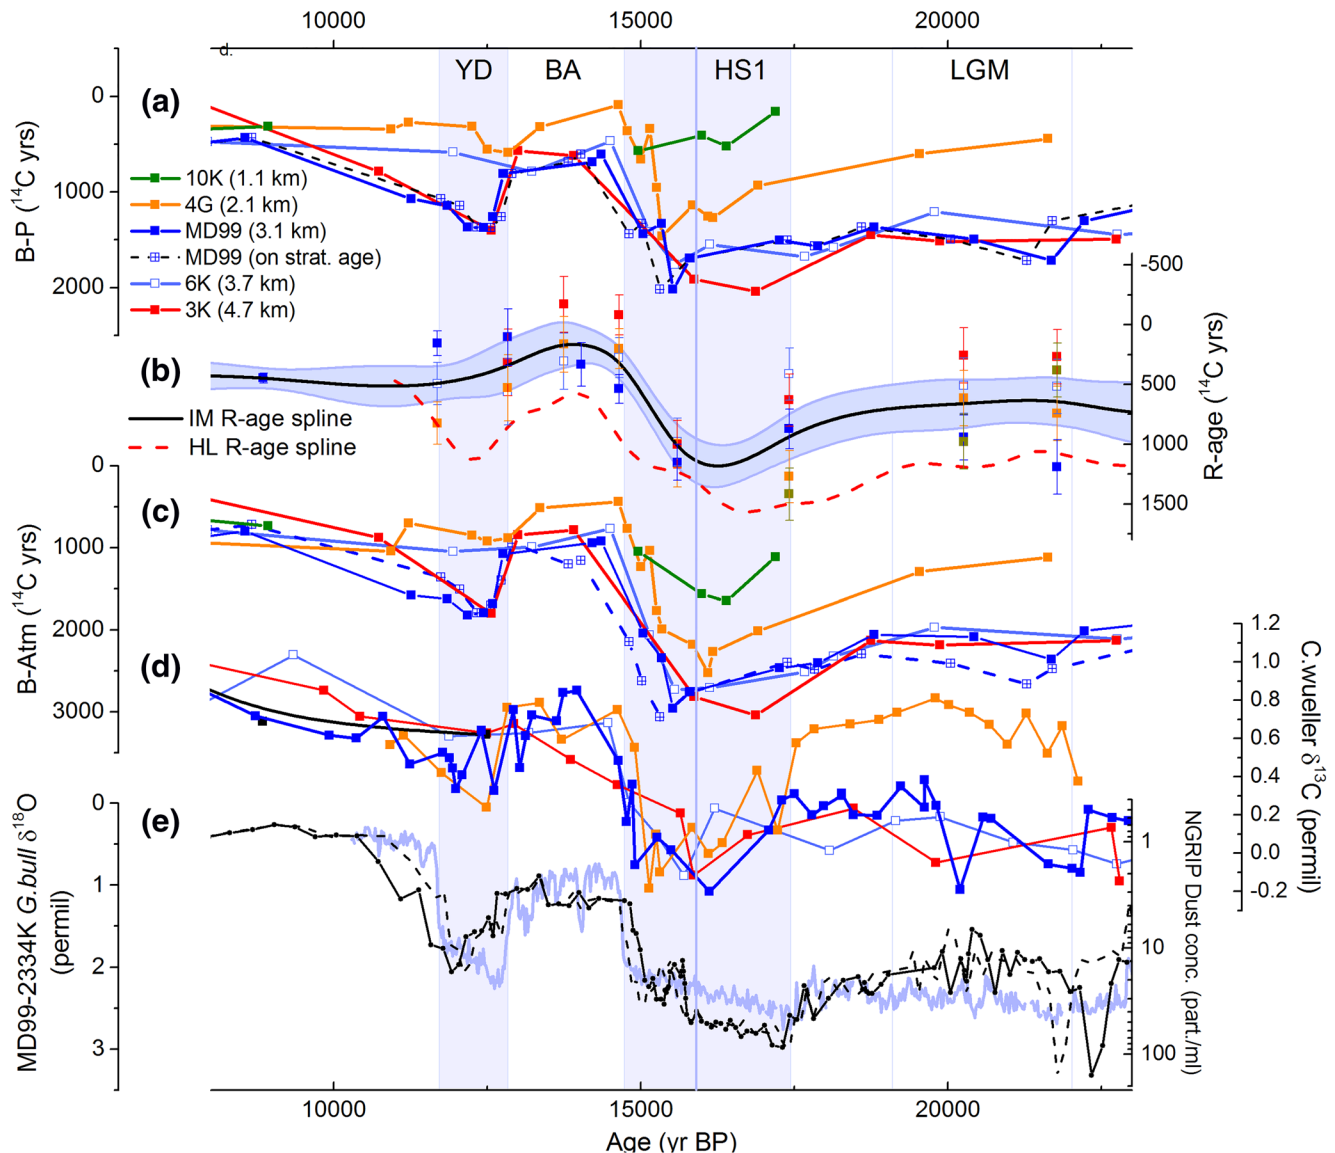 10000 15000 20000
d.
YD BA HS1 LGM
(a)
0
1000
2000
B-P (¹⁴C yrs)
10K (1.1 km)
4G (2.1 km)
MD99 (3.1 km)
MD99 (on strat. age)
6K (3.7 km)
3K (4.7 km)
-500
0
500
1000
1500
R-age (¹⁴C yrs)
(b)
IM R-age spline
HL R-age spline
(c)
0
1000
2000
3000
B-Atm (¹⁴C yrs)
(d)
1.2
1.0
0.8
0.6
0.4
0.2
0.0
-0.2
C.wueller δ¹³C (permil)
(e)
0
1
2
3
MD99-2334K G.bull δ¹⁸O
(permil)
1
10
100
NGRIP Dust conc. (part./ml)
10000 15000 20000
Age (yr BP)